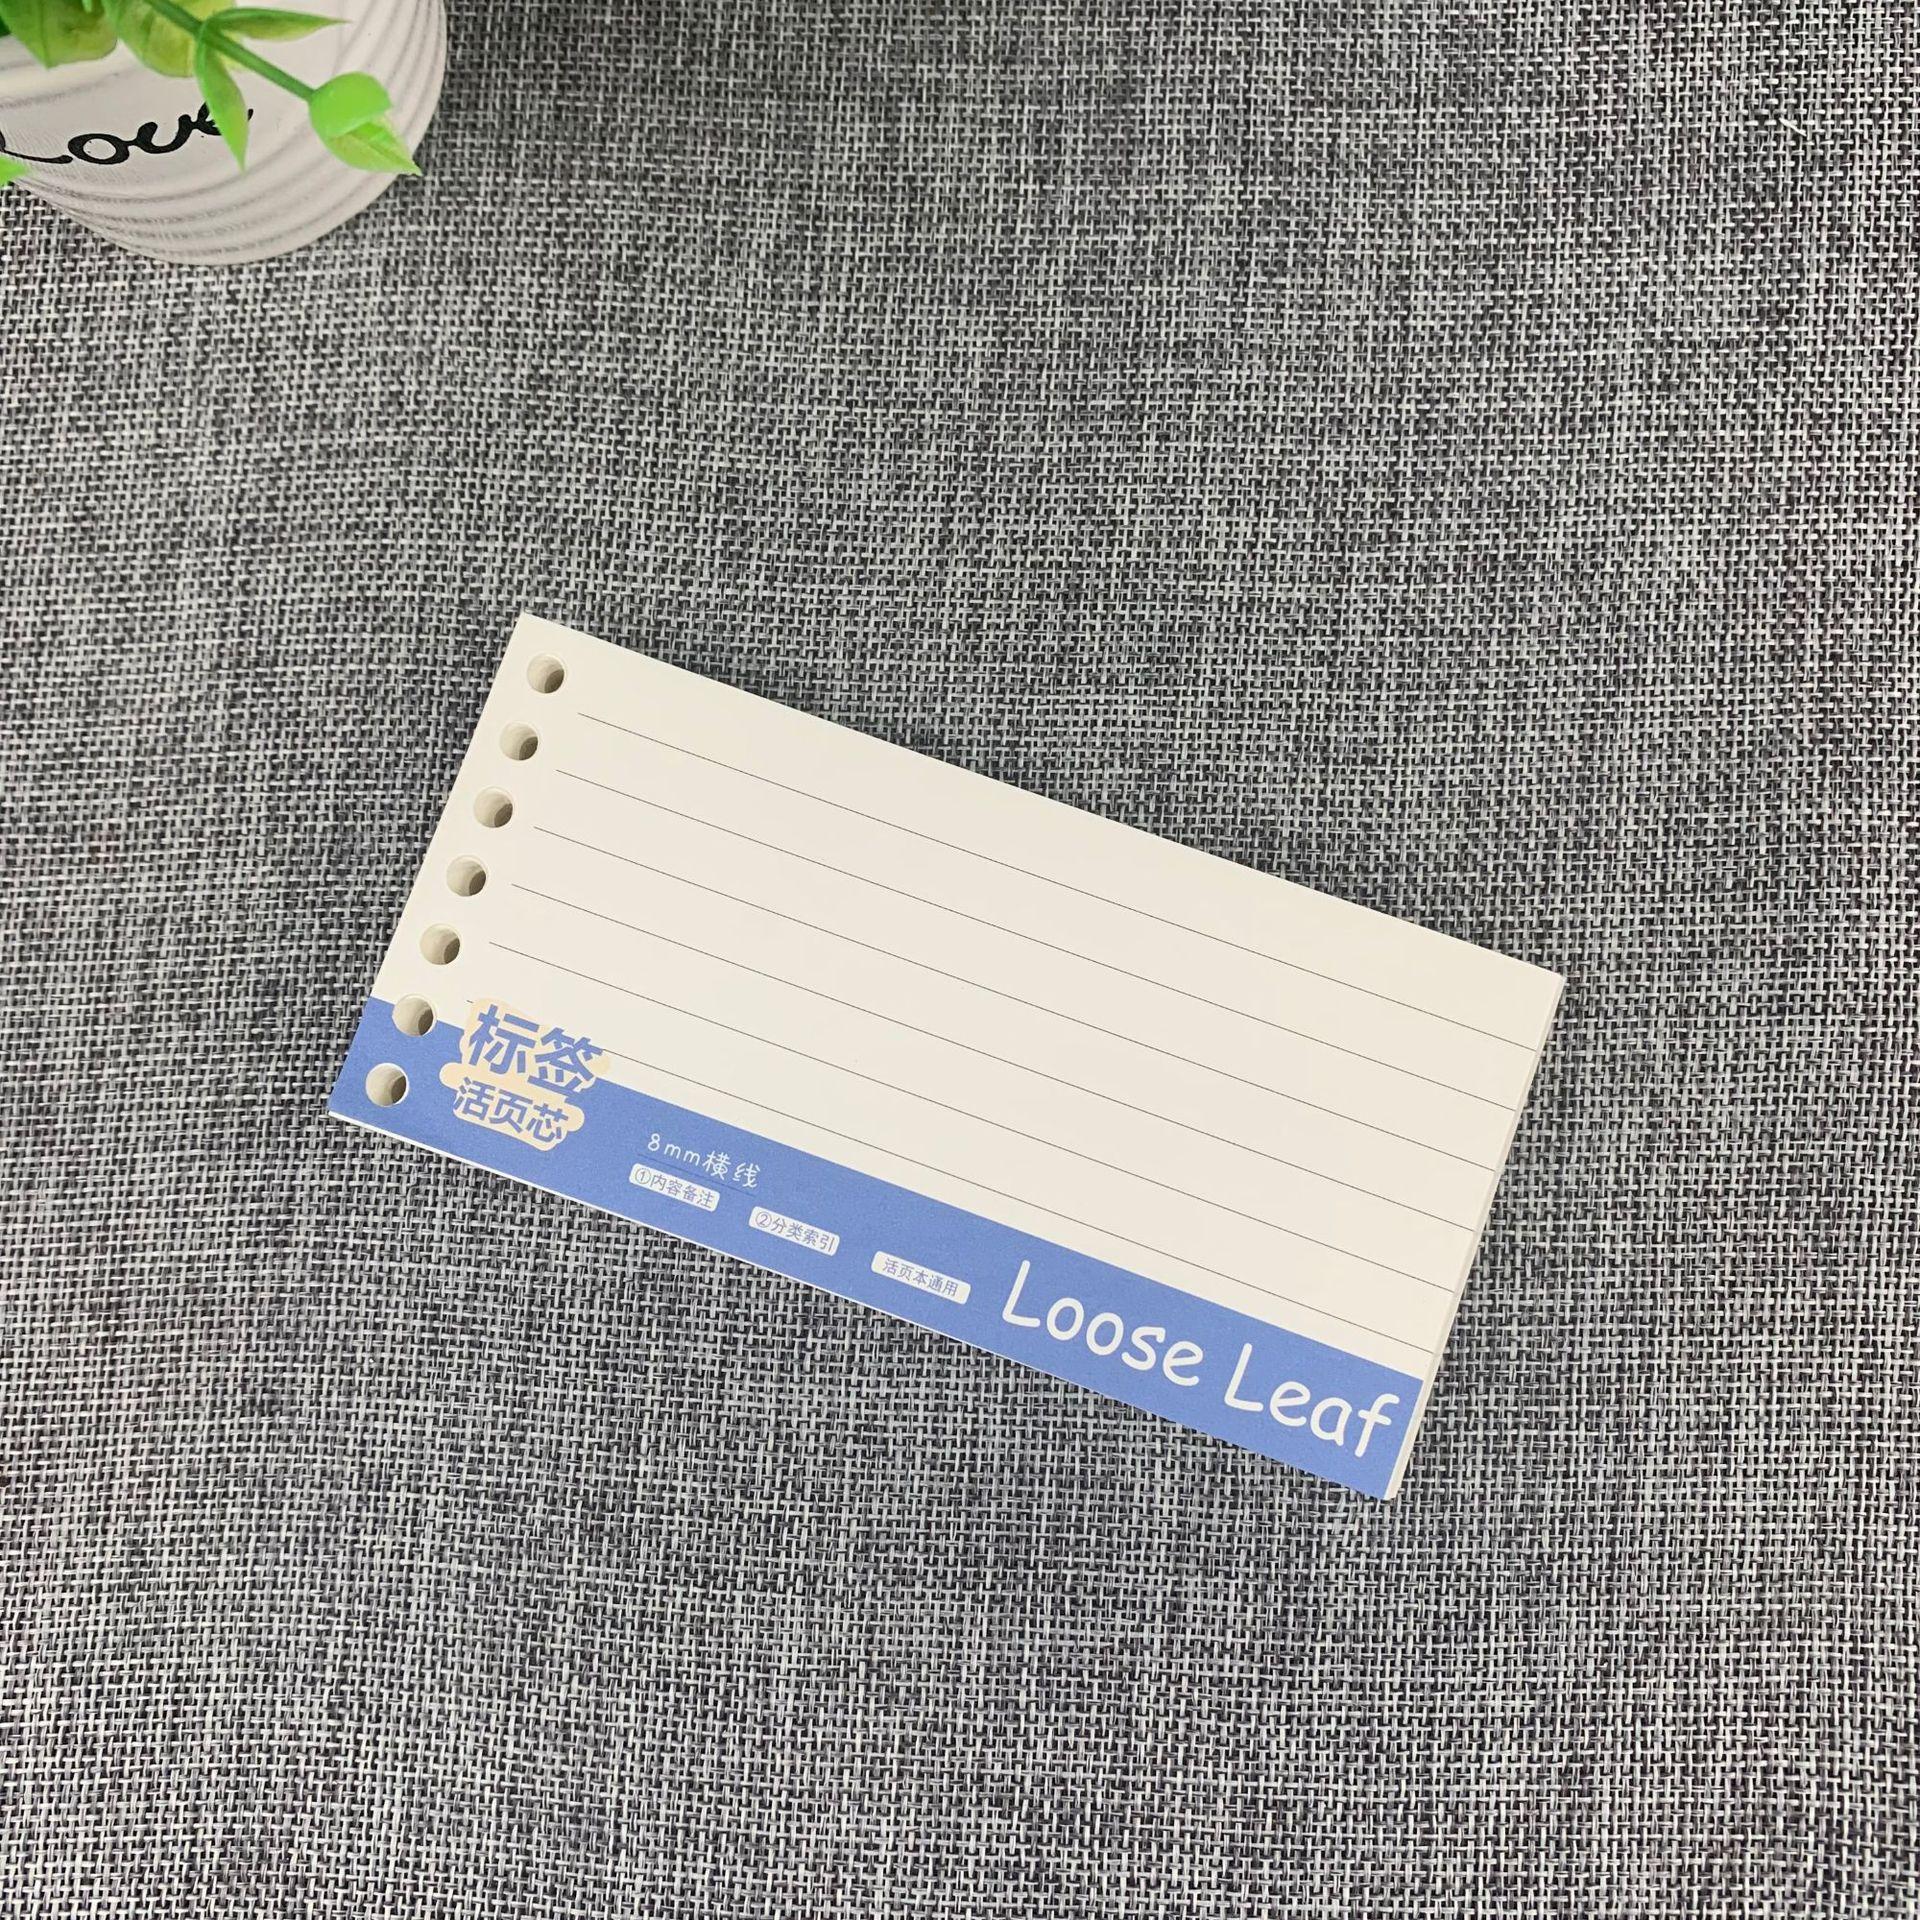 Love
标签
活页芯
8mm横线
①内容备注
②分类索引
活页本通用
Loose Leaf